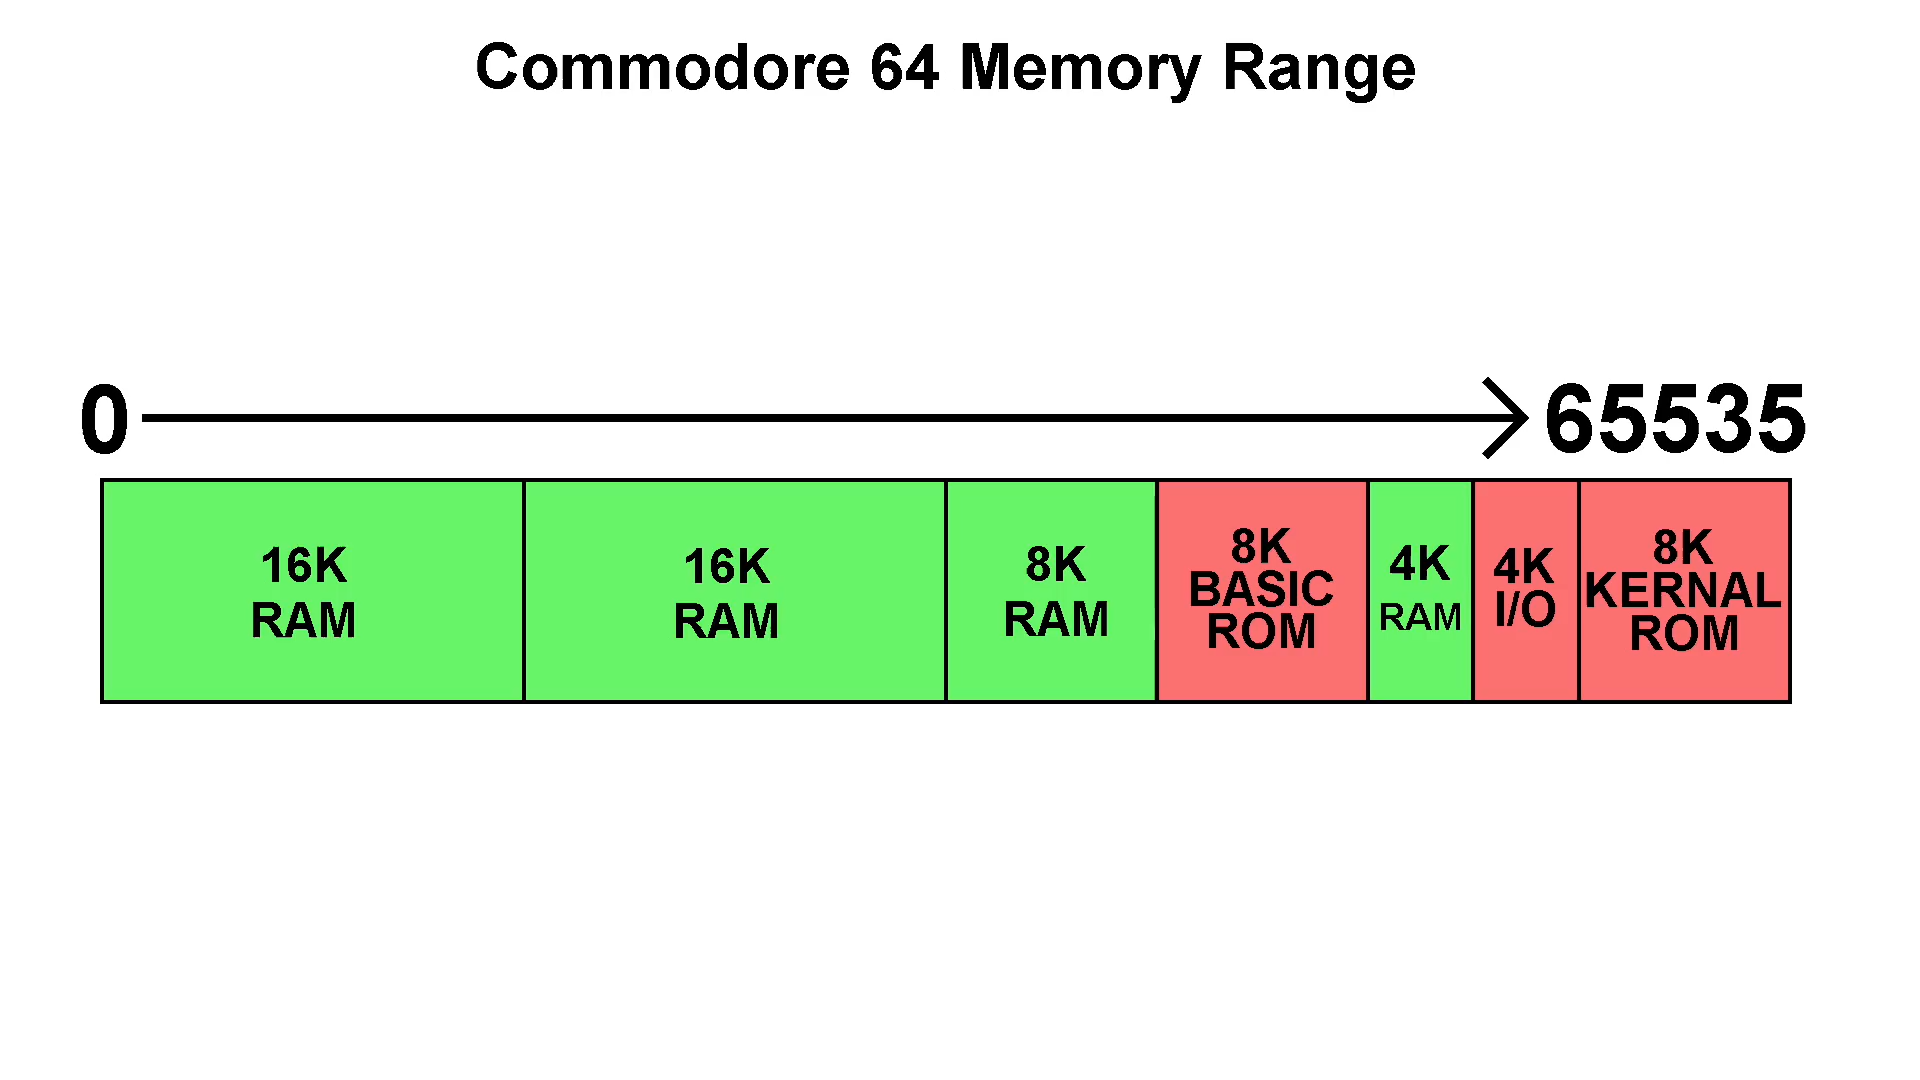 Commodore 64 Memory Range
0
65535
16K
RAM
16K
RAM
8K
RAM
8K
BASIC
ROM
4K
RAM
4K
I/O
8K
KERNAL
ROM